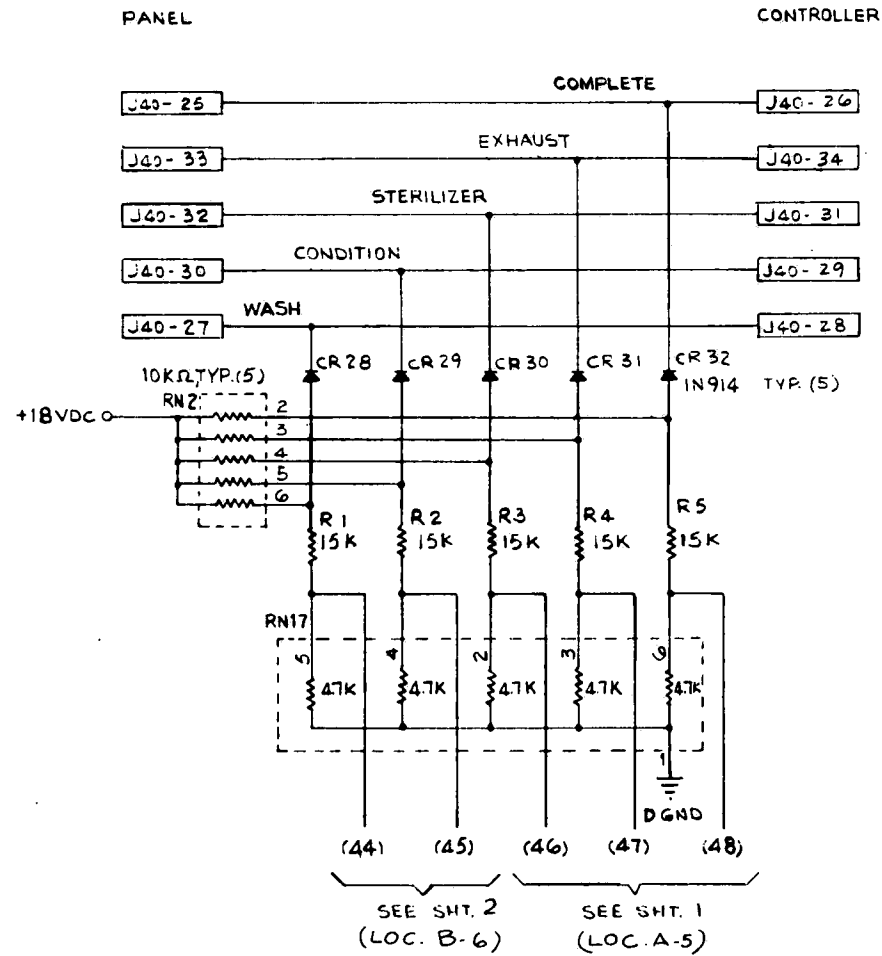 PANEL CONTROLLER
COMPLETE
J40-25 J40-26
EXHAUST
J40-33 J40-34
STERILIZER
J40-32 J40-31
CONDITION
J40-30 J40-29
WASH
J40-27 J40-28
CR28 CR29 CR30 CR31 CR32
10KΩ,TYP.(5) 1N914 TYP. (5)
RN2 2
+18VDC
3
4
5
6
R1 R2 R3 R4 R5
15K 15K 15K 15K 15K
RN17
5 4 2 3 6
4.7K 4.7K 4.7K 4.7K 4.7K
1
DGND
(44) (45) (46) (47) (48)
SEE SHT. 2 SEE SHT. 1
(LOC. B-6) (LOC. A-5)